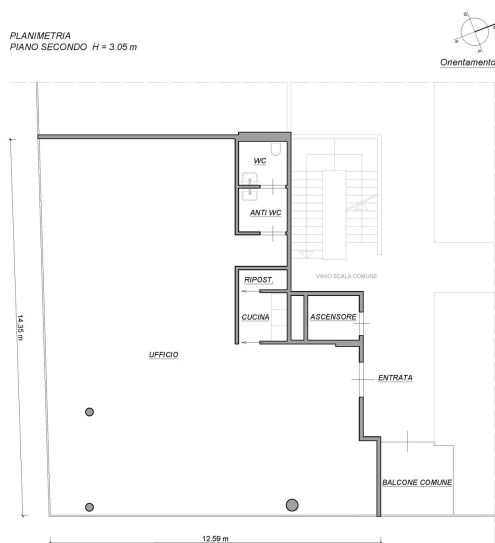 PLANIMETRIA
PIANO SECONDO H = 3.05 m
Orientamento
WC
ANTI WC
VANO SCALA COMUNE
RIPOST.
CUCINA
ASCENSORE
14.35 m
UFFICIO
ENTRATA
BALCONE COMUNE
12.59 m